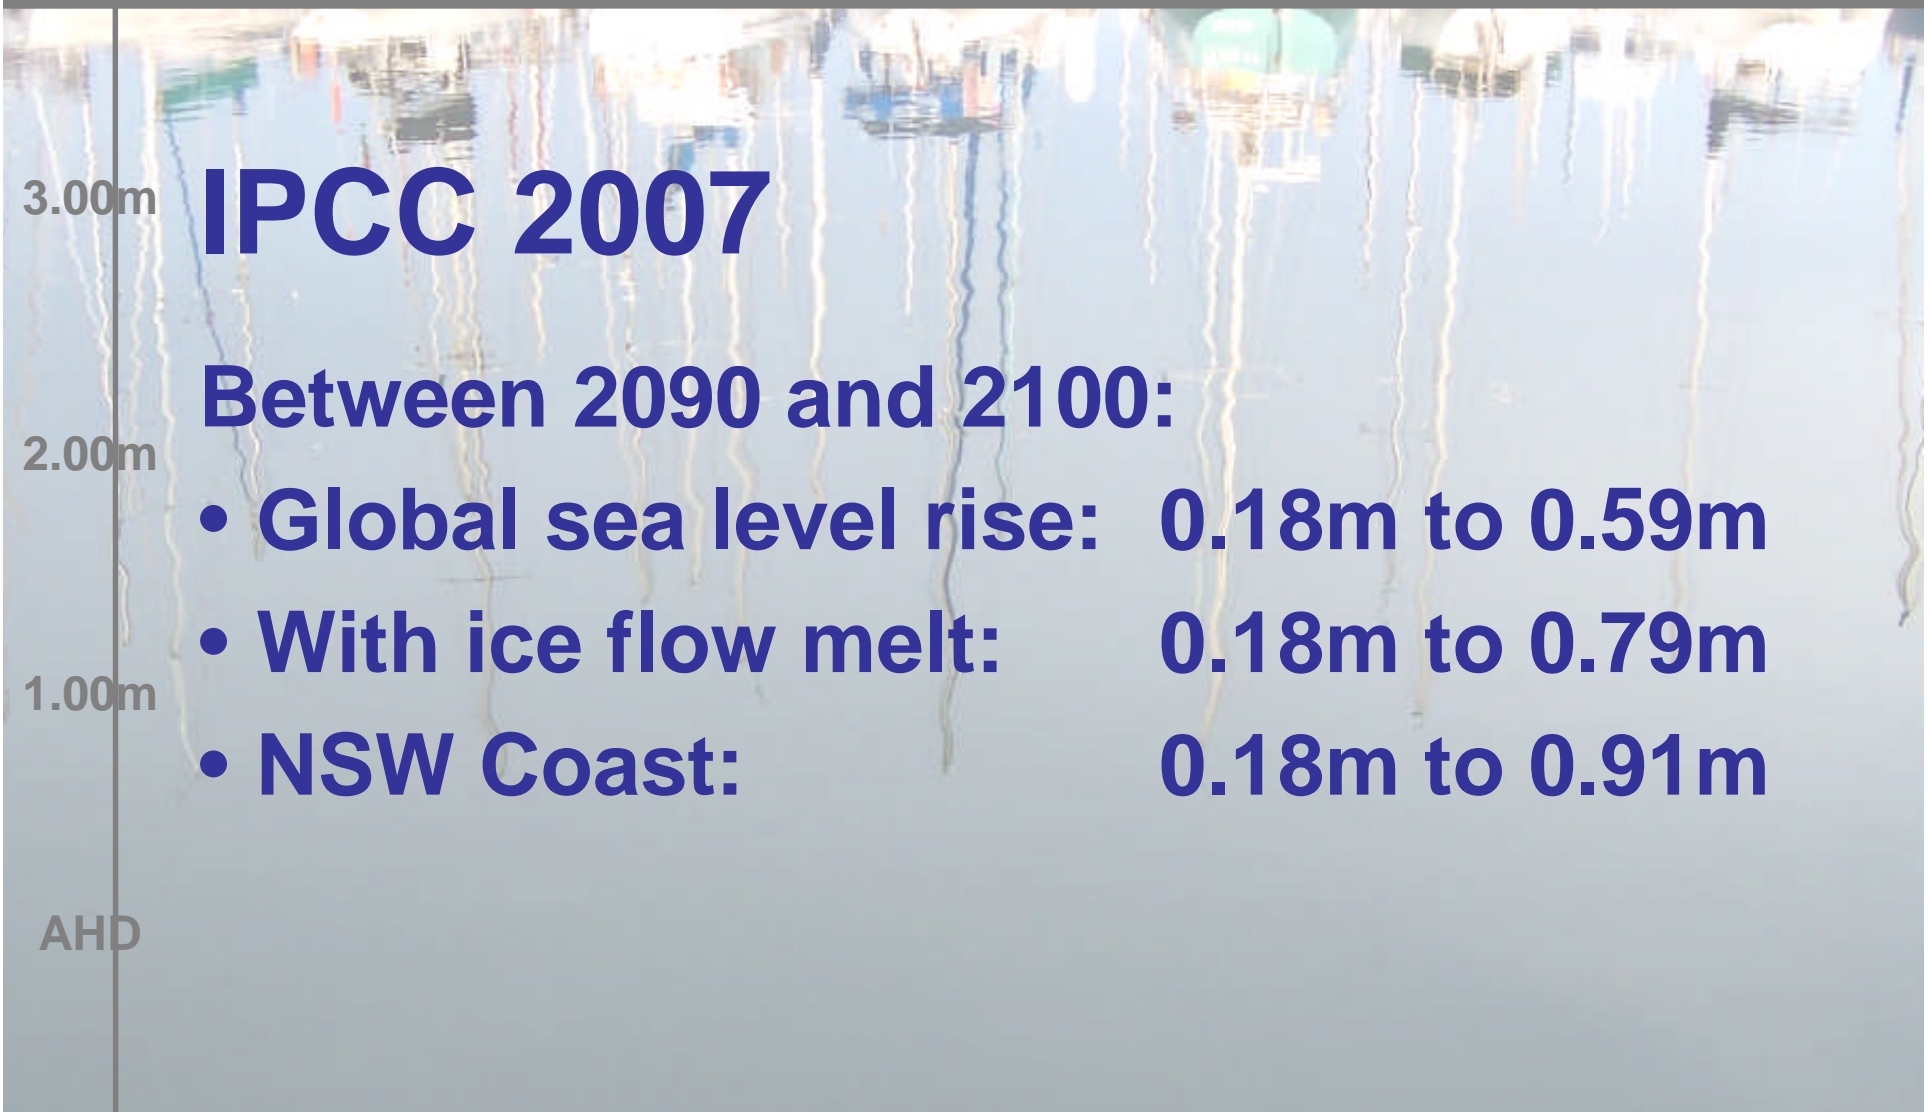 3.00m
IPCC 2007
Between 2090 and 2100:
2.00m
• Global sea level rise: 0.18m to 0.59m
• With ice flow melt: 0.18m to 0.79m
1.00m
• NSW Coast: 0.18m to 0.91m
AHD